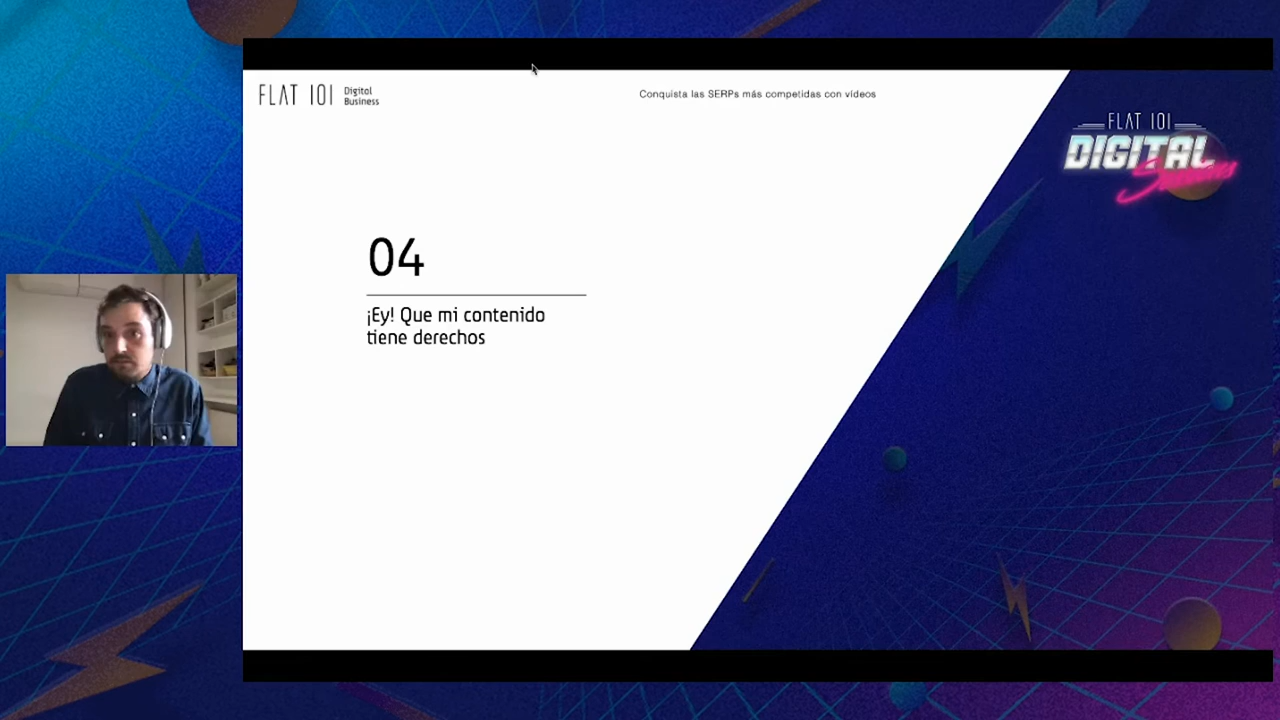 FLAT 101
Digital
Business
Conquista las SERPs más competidas con vídeos
FLAT 101
DIGITAL
04
¡Ey! Que mi contenido
tiene derechos